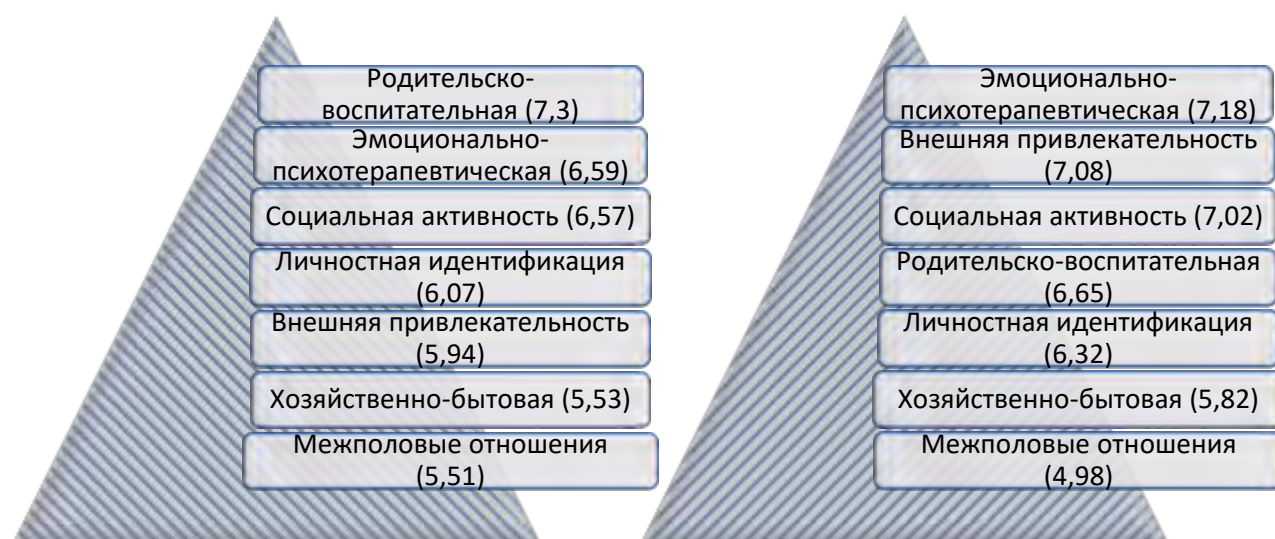 Родительско-
воспитательная (7,3)
Эмоционально-
психотерапевтическая (6,59)
Социальная активность (6,57)
Личностная идентификация
(6,07)
Внешняя привлекательность
(5,94)
Хозяйственно-бытовая (5,53)
Межполовые отношения
(5,51)
Эмоционально-
психотерапевтическая (7,18)
Внешняя привлекательность
(7,08)
Социальная активность (7,02)
Родительско-воспитательная
(6,65)
Личностная идентификация
(6,32)
Хозяйственно-бытовая (5,82)
Межполовые отношения
(4,98)